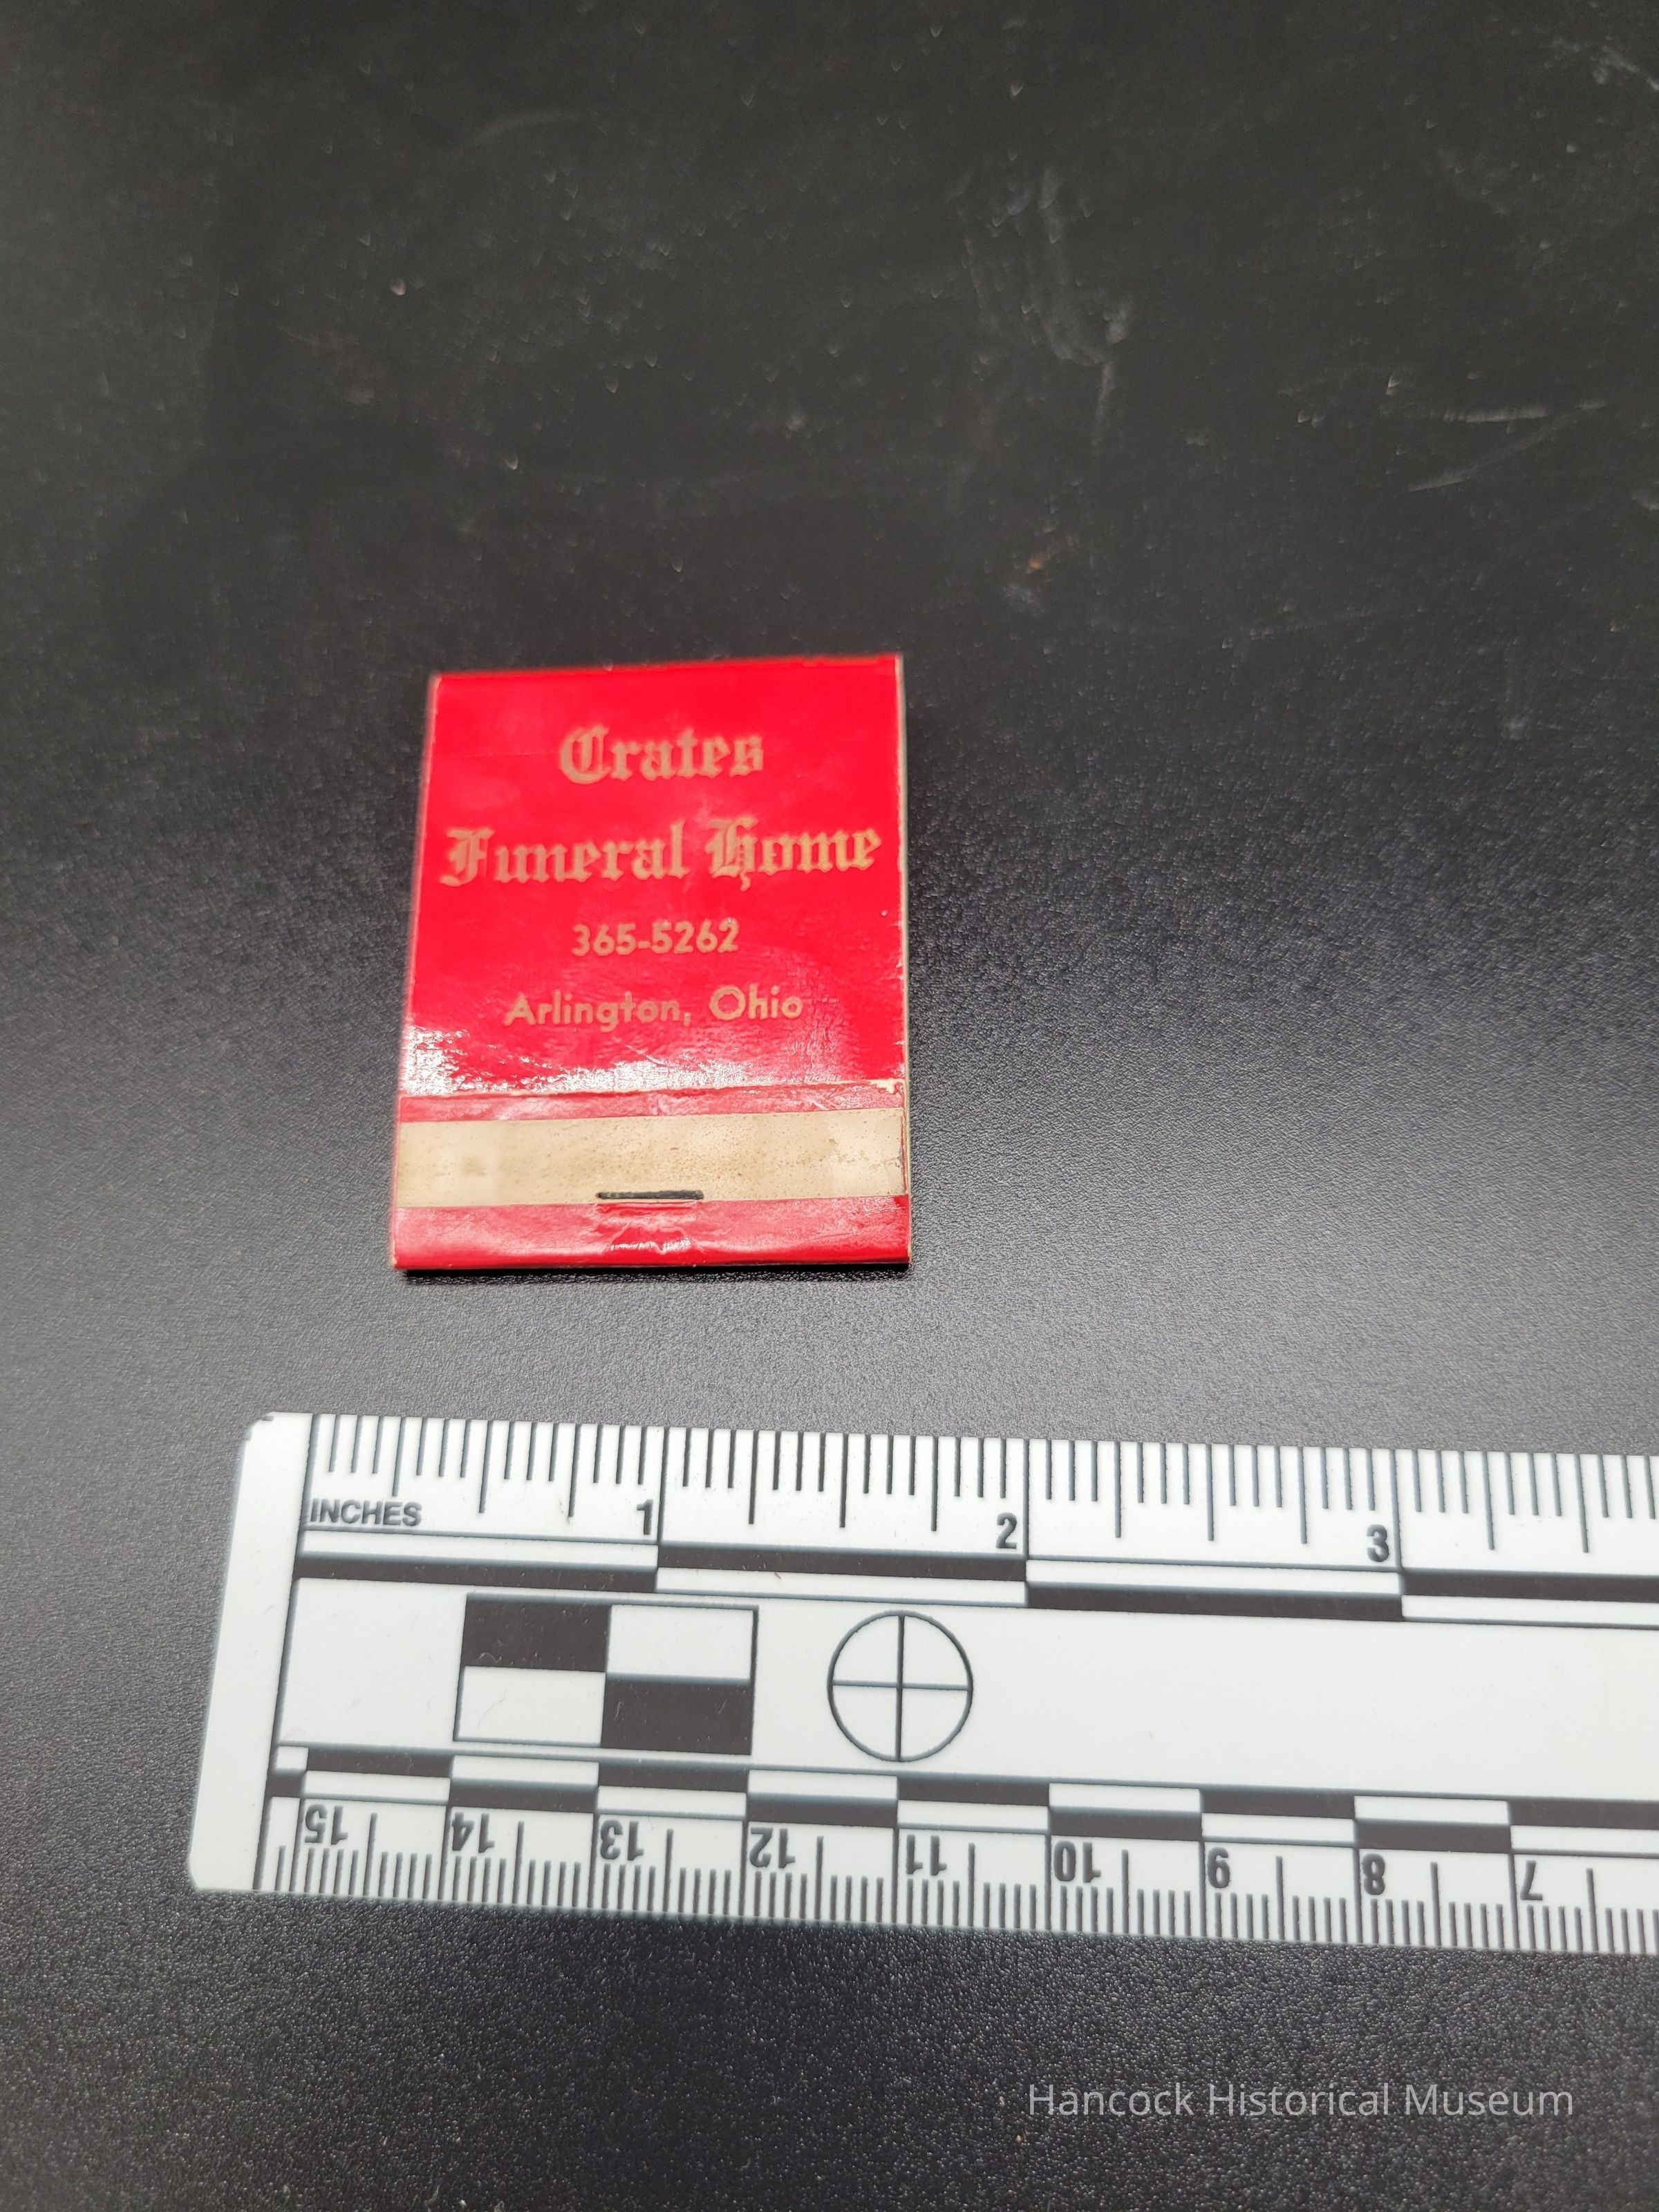 Crates
Funeral Home
365-5262
Arlington, Ohio
INCHES 1 2 3
15 14 13 12 11 10 9 8 7
Hancock Historical Museum